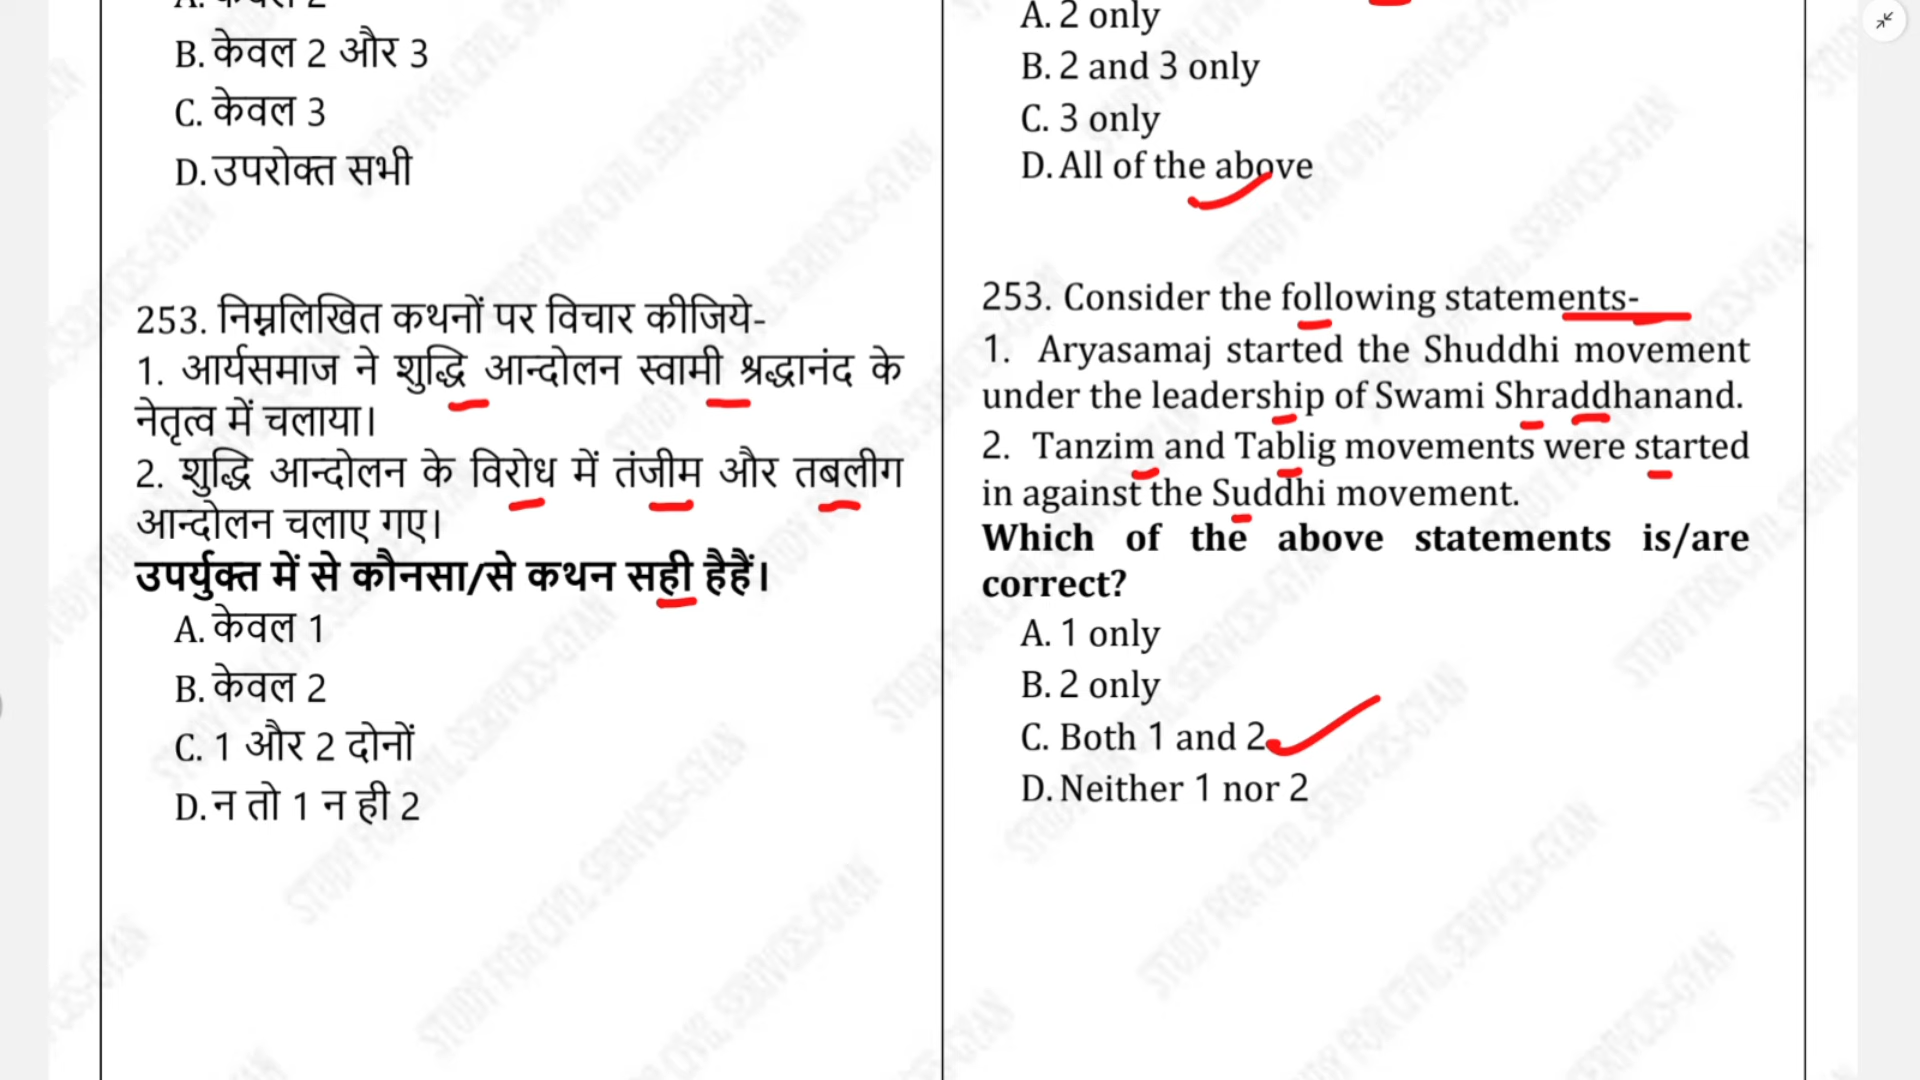 B. केवल 2 और 3
C. केवल 3
D. उपरोक्त सभी
253. निम्नलिखित कथनों पर विचार कीजिये-
1. आर्यसमाज ने शुद्धि आन्दोलन स्वामी श्रद्धानंद के
नेतृत्व में चलाया।
2. शुद्धि आन्दोलन के विरोध में तंजीम और तबलीग
आन्दोलन चलाए गए।
उपर्युक्त में से कौनसा/से कथन सही हैहैं।
A. केवल 1
B. केवल 2
C. 1 और 2 दोनों
D. न तो 1 न ही 2
A. 2 only
B. 2 and 3 only
C. 3 only
D. All of the above
253. Consider the following statements-
1. Aryasamaj started the Shuddhi movement
under the leadership of Swami Shraddhanand.
2. Tanzim and Tablig movements were started
in against the Suddhi movement.
Which of the above statements is/are
correct?
A. 1 only
B. 2 only
C. Both 1 and 2
D. Neither 1 nor 2
STUDY FOR CIVIL SERIVCES-GYAN